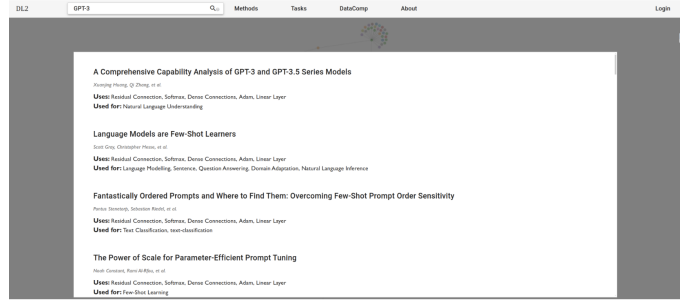 DL2 GPT-3 Methods Tasks DataComp About Login
A Comprehensive Capability Analysis of GPT-3 and GPT-3.5 Series Models
Xuanjing Huang, Qi Zhang, et al.
Uses: Residual Connection, Softmax, Dense Connections, Adam, Linear Layer
Used for: Natural Language Understanding
Language Models are Few-Shot Learners
Scott Gray, Christopher Hesse, et al.
Uses: Residual Connection, Softmax, Dense Connections, Adam, Linear Layer
Used for: Language Modelling, Sentence, Question Answering, Domain Adaptation, Natural Language Inference
Fantastically Ordered Prompts and Where to Find Them: Overcoming Few-Shot Prompt Order Sensitivity
Pontus Stenetorp, Sebastian Riedel, et al.
Uses: Residual Connection, Softmax, Dense Connections, Adam, Linear Layer
Used for: Text Classification, text-classification
The Power of Scale for Parameter-Efficient Prompt Tuning
Noah Constant, Rami Al-Rfou, et al.
Uses: Residual Connection, Softmax, Dense Connections, Adam, Linear Layer
Used for: Few-Shot Learning